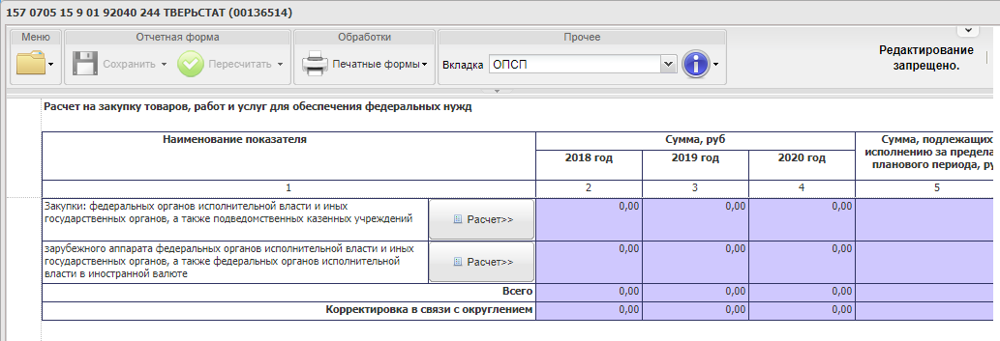 157 0705 15 9 01 92040 244 ТВЕРЬСТАТ (00136514)
Меню
Отчетная форма
Обработки
Прочее
Сохранить
Пересчитать
Печатные формы
Вкладка
ОПСП
Редактирование
запрещено.
Расчет на закупку товаров, работ и услуг для обеспечения федеральных нужд
Наименование показателя
Сумма, руб
2018 год
2019 год
2020 год
Сумма, подлежащих
исполнению за предела
планового периода, ру
1 2 3 4 5
Закупки: федеральных органов исполнительной власти и иных
государственных органов, а также подведомственных казенных учреждений
Расчет>>
0,00 0,00 0,00
зарубежного аппарата федеральных органов исполнительной власти и иных
государственных органов, а также федеральных органов исполнительной
власти в иностранной валюте
Расчет>>
0,00 0,00 0,00
Всего 0,00 0,00 0,00
Корректировка в связи с округлением 0,00 0,00 0,00